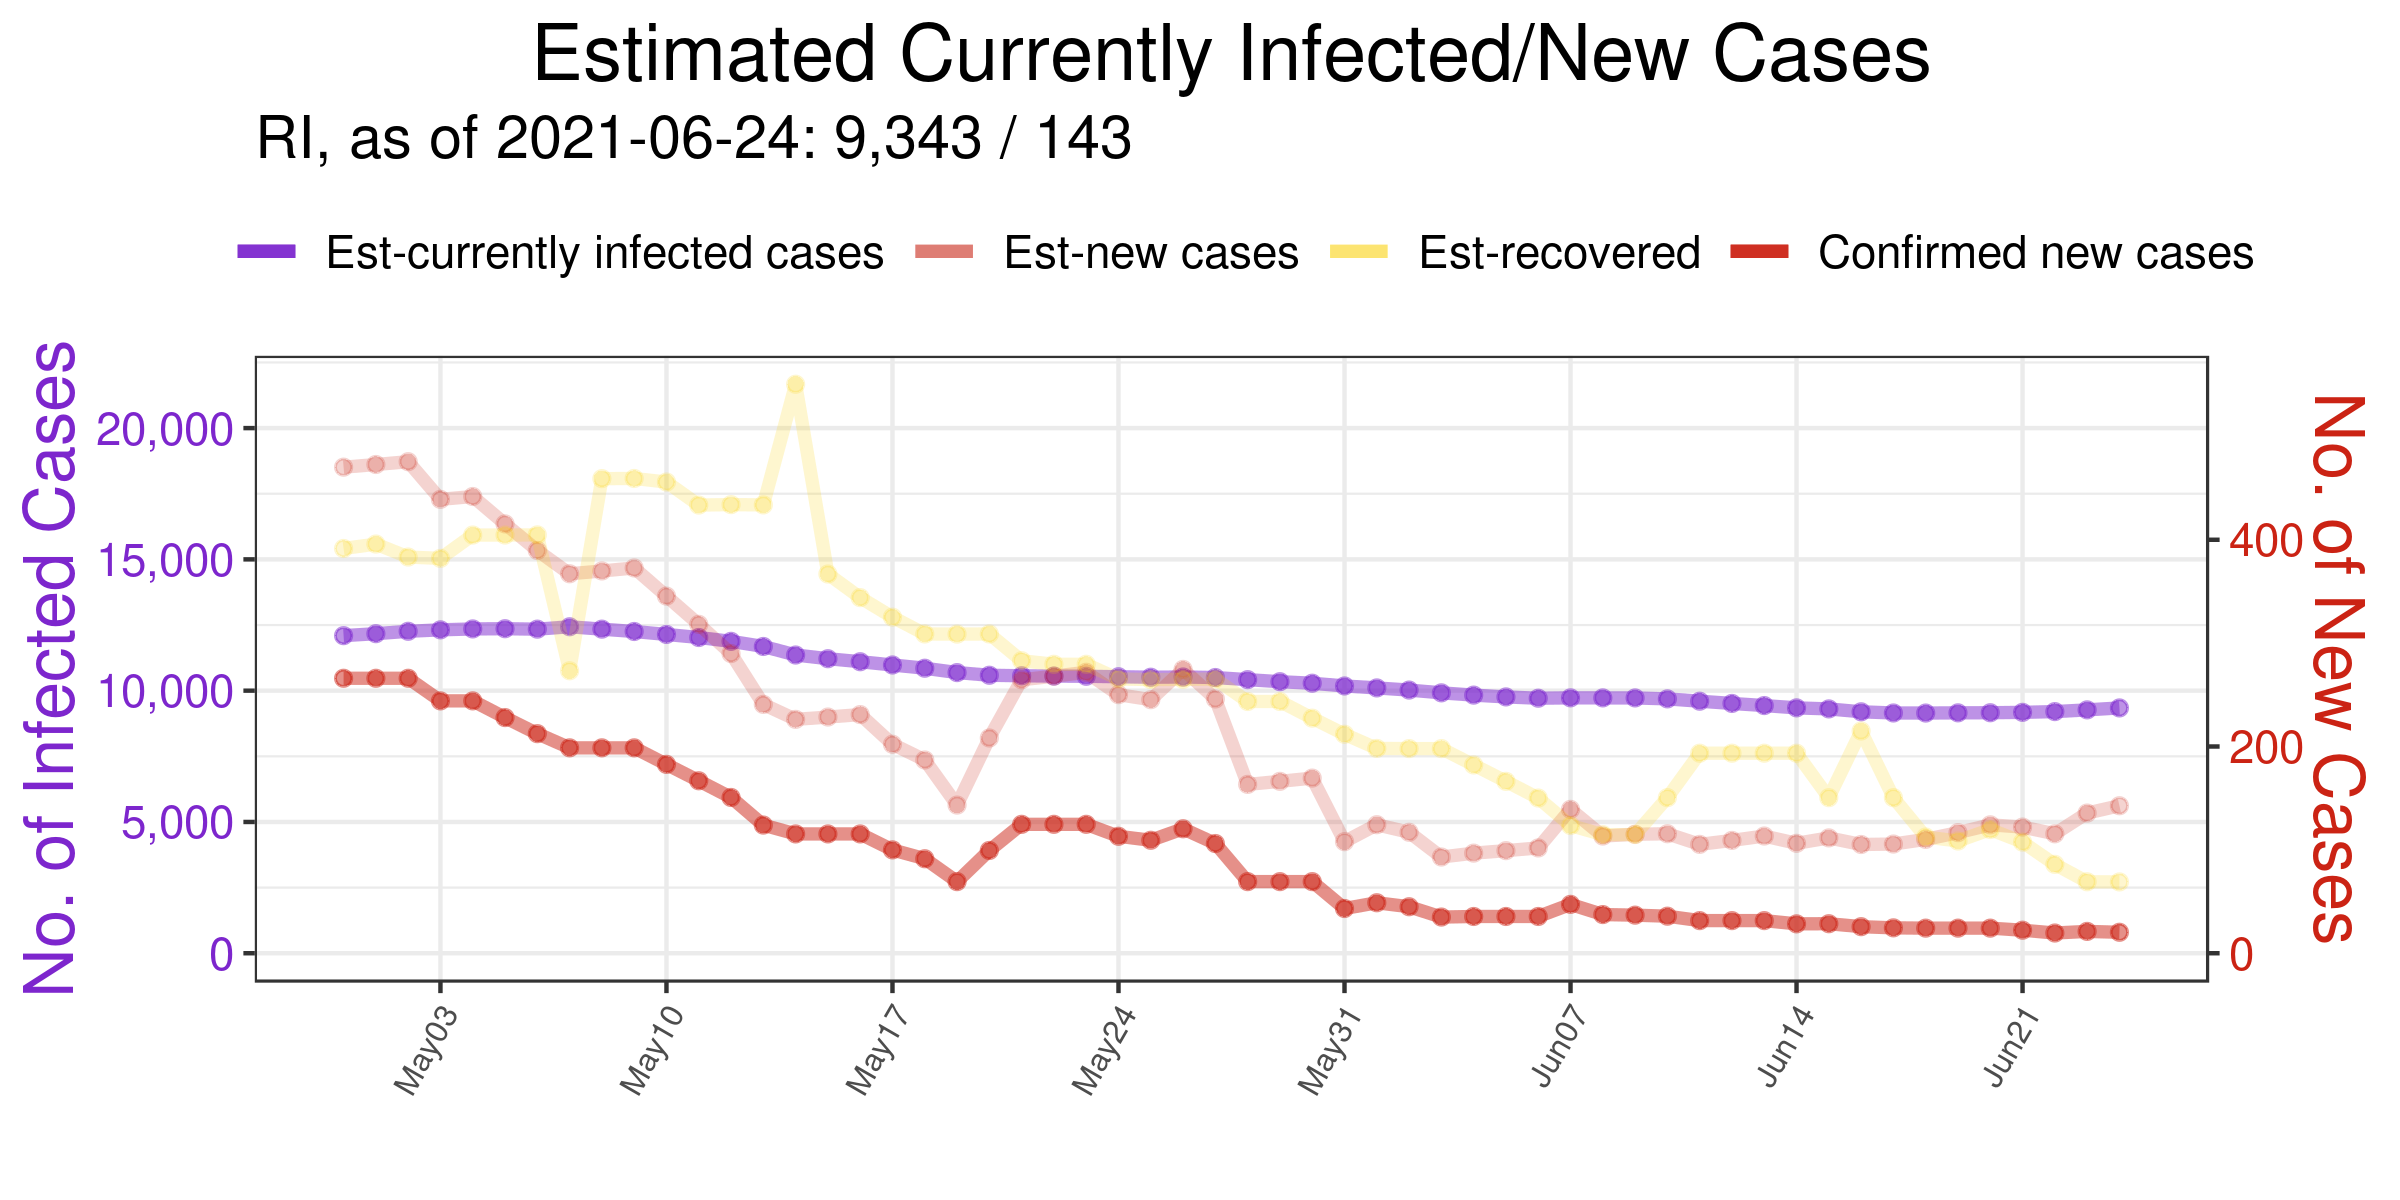 Estimated Currently Infected/New Cases
RI, as of 2021-06-24: 9,343 / 143
Est-currently infected cases
Est-new cases
Est-recovered
Confirmed new cases
No. of Infected Cases
20,000
15,000
10,000
5,000
0
No. of New Cases
400
200
0
May03
May10
May17
May24
May31
Jun07
Jun14
Jun21